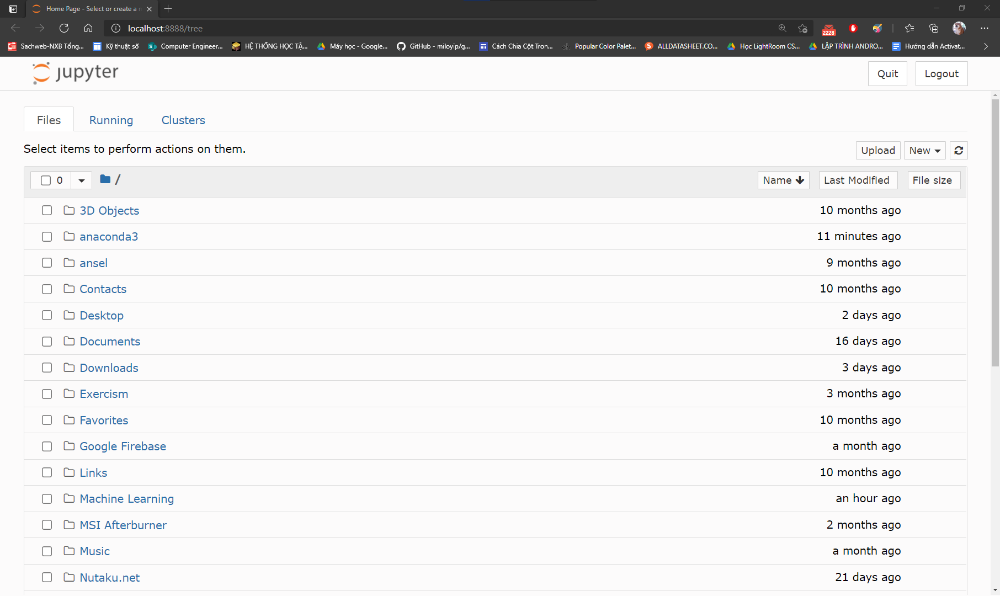 Home Page - Select or create a n
localhost:8888/tree
2228
Sachweb-NXB Tổng... Kỹ thuật số Computer Engineer... HỆ THỐNG HỌC TẬ... Máy học - Google... GitHub - miloyip/g... Cách Chia Cột Tron... Popular Color Palet... ALLDATASHEET.CO... Học LightRoom CS... LẬP TRÌNH ANDRO... Hướng dẫn Activat...
jupyter Quit Logout
Files Running Clusters
Select items to perform actions on them. Upload New
0 / Name Last Modified File size
3D Objects 10 months ago
anaconda3 11 minutes ago
ansel 9 months ago
Contacts 10 months ago
Desktop 2 days ago
Documents 16 days ago
Downloads 3 days ago
Exercism 3 months ago
Favorites 10 months ago
Google Firebase a month ago
Links 10 months ago
Machine Learning an hour ago
MSI Afterburner 2 months ago
Music a month ago
Nutaku.net 21 days ago